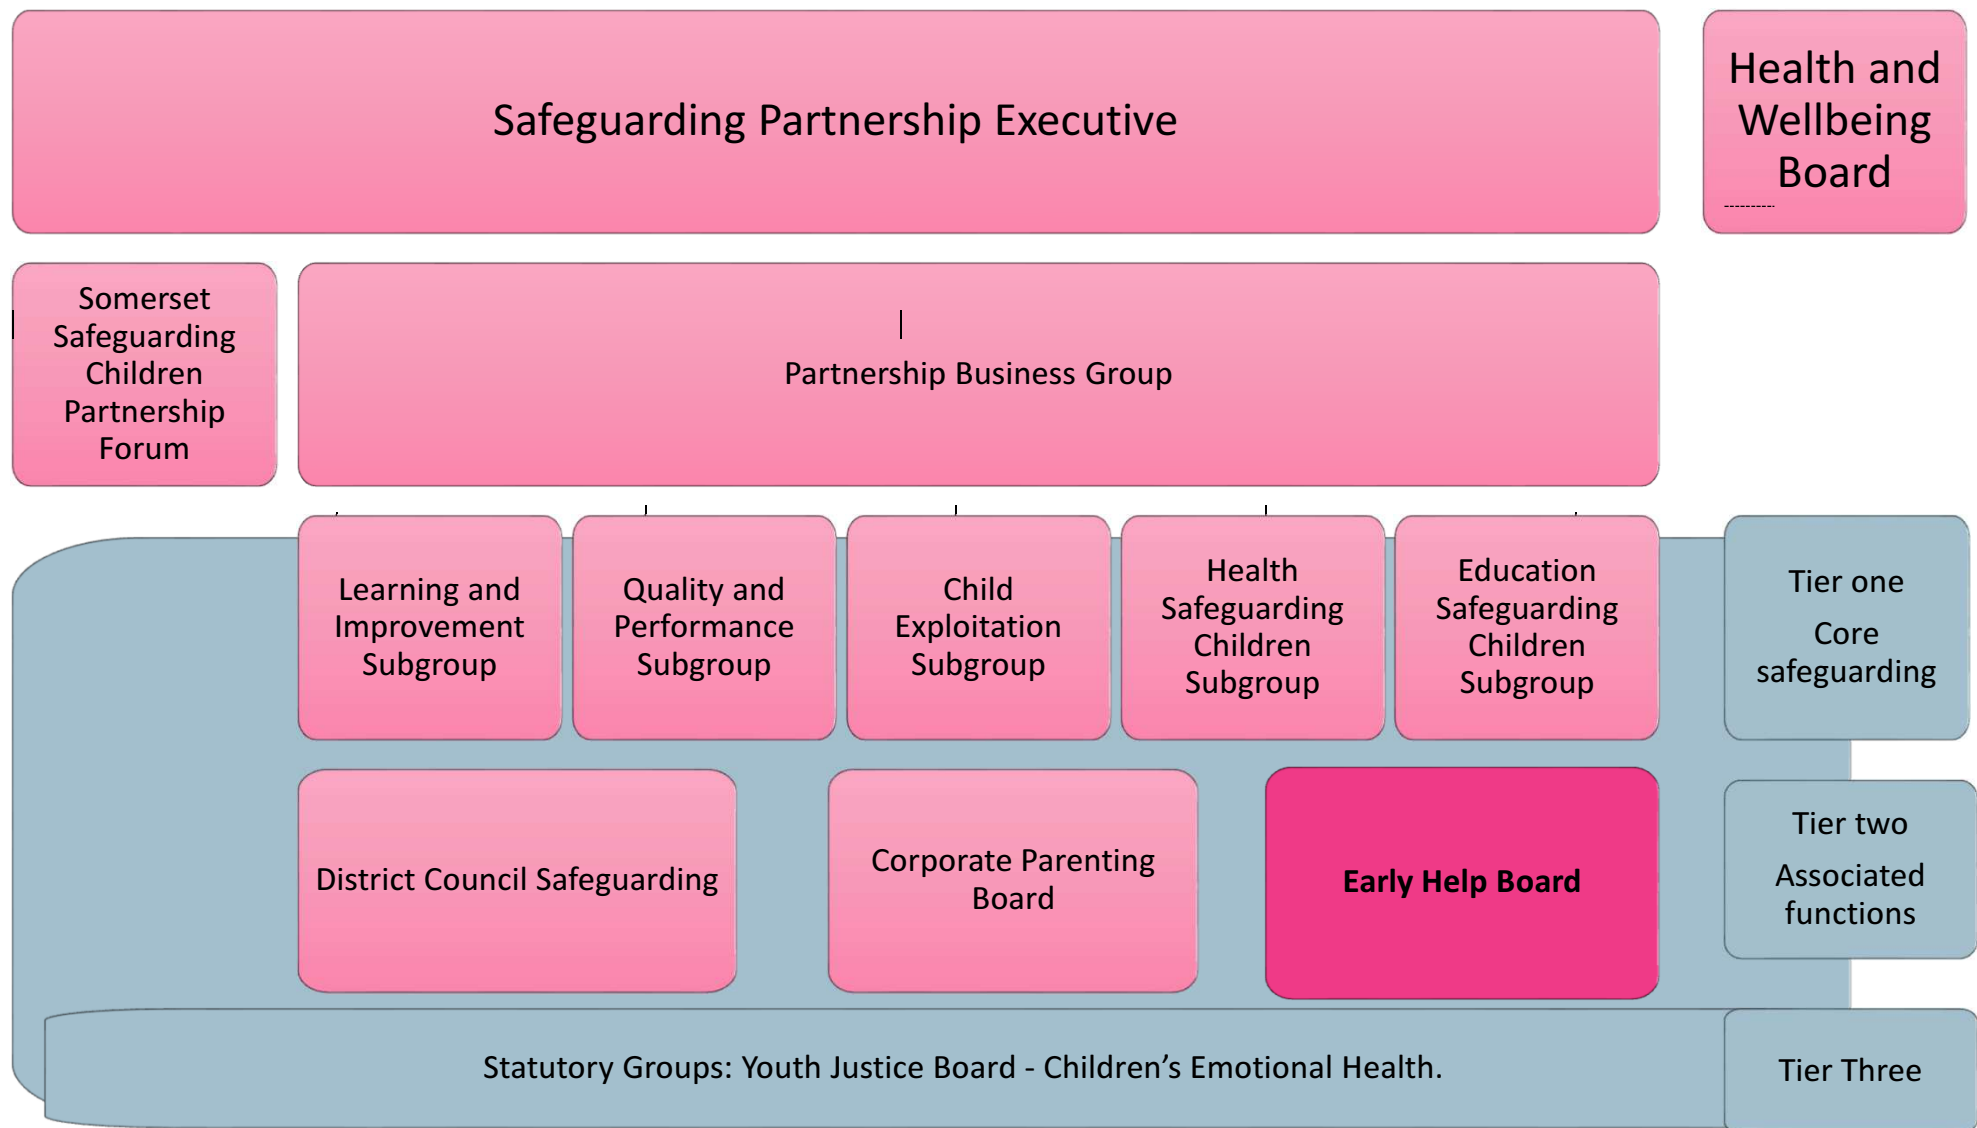 Safeguarding Partnership Executive
Health and
Wellbeing
Board
Somerset
Safeguarding
Children
Partnership
Forum
Partnership Business Group
Learning and
Improvement
Subgroup
Quality and
Performance
Subgroup
Child
Exploitation
Subgroup
Health
Safeguarding
Children
Subgroup
Education
Safeguarding
Children
Subgroup
Tier one
Core
safeguarding
District Council Safeguarding
Corporate Parenting
Board
Early Help Board
Tier two
Associated
functions
Statutory Groups: Youth Justice Board - Children’s Emotional Health.
Tier Three